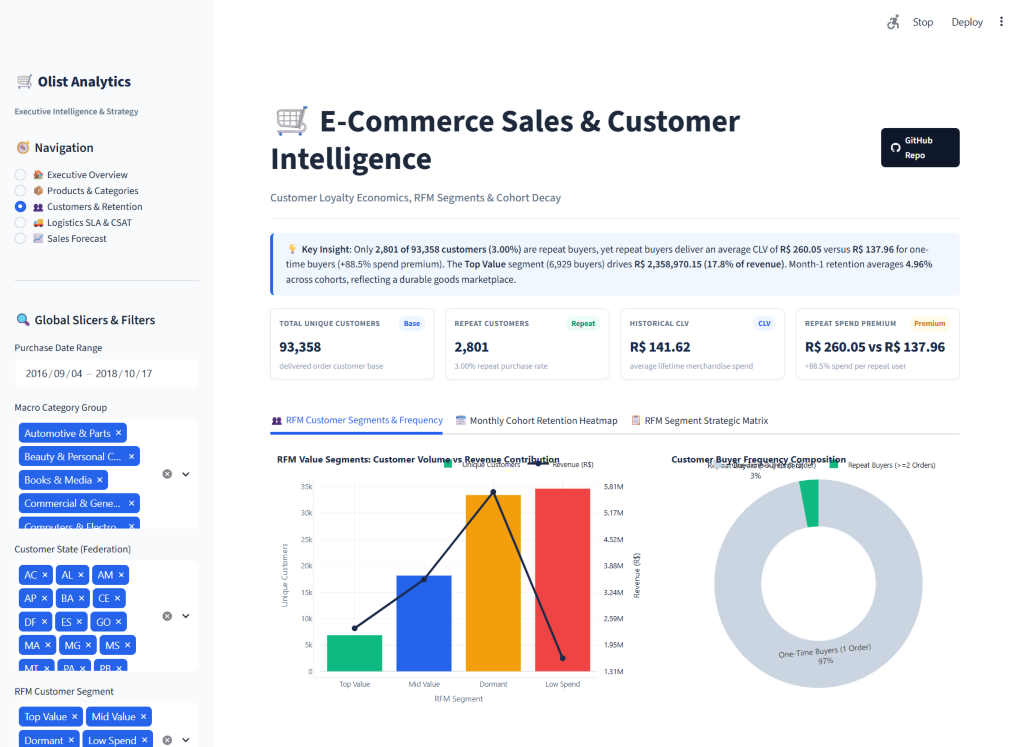 Stop
Deploy
Olist Analytics
Executive Intelligence & Strategy
Navigation
Executive Overview
Products & Categories
Customers & Retention
Logistics SLA & CSAT
Sales Forecast
Global Slicers & Filters
Purchase Date Range
2016/09/04 – 2018/10/17
Macro Category Group
Automotive & Parts ×
Beauty & Personal C... ×
Books & Media ×
Commercial & Gene... ×
Computers & Electro... ×
Customer State (Federation)
AC × AL × AM ×
AP × BA × CE ×
DF × ES × GO ×
MA × MG × MS ×
MT × PA × PB ×
RFM Customer Segment
Top Value × Mid Value ×
Dormant × Low Spend ×
E-Commerce Sales & Customer
Intelligence
GitHub
Repo
Customer Loyalty Economics, RFM Segments & Cohort Decay
Key Insight: Only 2,801 of 93,358 customers (3.00%) are repeat buyers, yet repeat buyers deliver an average CLV of R$ 260.05 versus R$ 137.96 for one-
time buyers (+88.5% spend premium). The Top Value segment (6,929 buyers) drives R$ 2,358,970.15 (17.8% of revenue). Month-1 retention averages 4.96%
across cohorts, reflecting a durable goods marketplace.
TOTAL UNIQUE CUSTOMERS Base
93,358
delivered order customer base
REPEAT CUSTOMERS Repeat
2,801
3.00% repeat purchase rate
HISTORICAL CLV CLV
R$ 141.62
average lifetime merchandise spend
REPEAT SPEND PREMIUM Premium
R$ 260.05 vs R$ 137.96
+88.5% spend per repeat user
RFM Customer Segments & Frequency
Monthly Cohort Retention Heatmap
RFM Segment Strategic Matrix
RFM Value Segments: Customer Volume vs Revenue Contribution
Unique Customers Revenue (R$)
35k
30k
25k
20k
15k
10k
5k
0
Unique Customers
5.81M
5.17M
4.52M
3.88M
3.24M
2.59M
1.95M
1.31M
Revenue (R$)
Top Value Mid Value Dormant Low Spend
RFM Segment
Customer Buyer Frequency Composition
Repeat Buyers (>=2 Orders)
3%
One-Time Buyers (1 Order)
97%